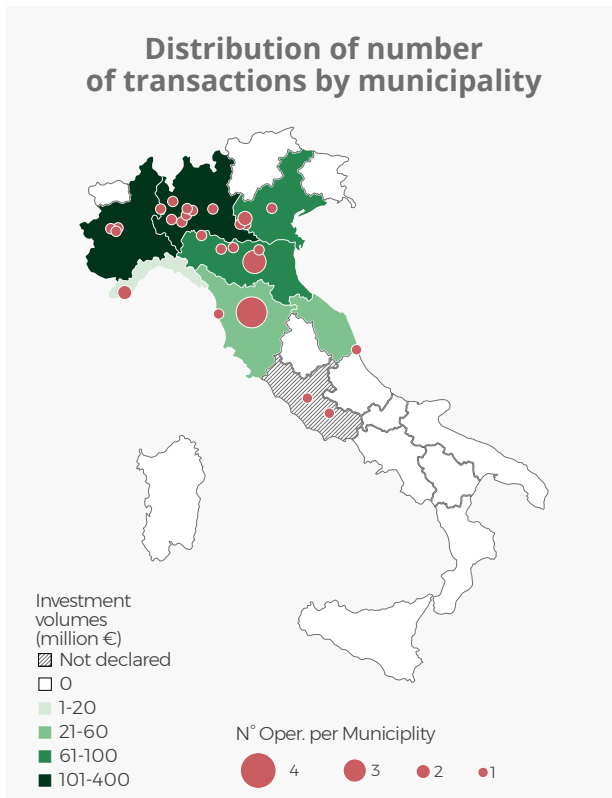 Distribution of number
of transactions by municipality
Investment
volumes
(million €)
Not declared
0
1-20
21-60
61-100
101-400
N° Oper. per Municiplity
4
3
2
1